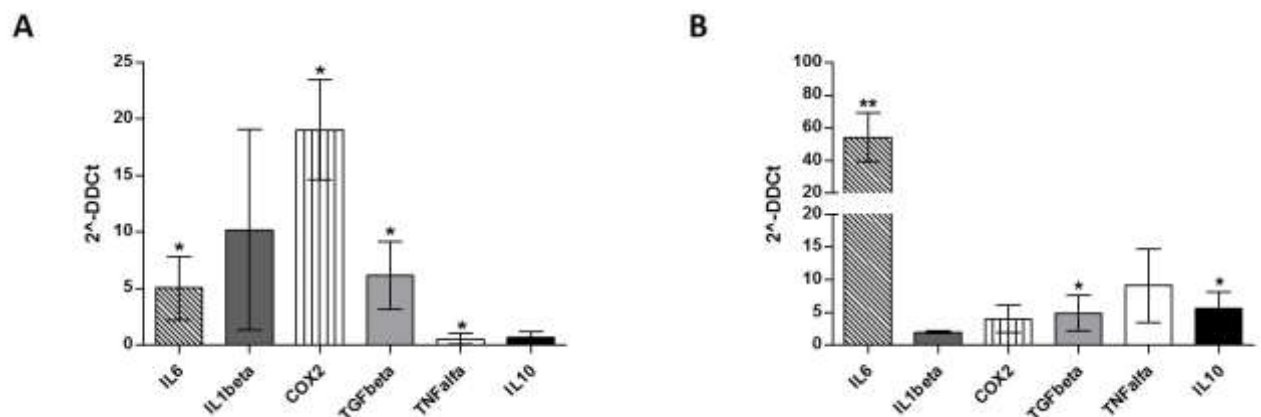 A
25
20
15
10
5
0
2^-DDCt
*
*
*
*
IL6
IL1beta
COX2
TGFbeta
TNFalfa
IL10
B
100
80
60
40
20
20
15
10
5
0
2^-DDCt
**
*
*
IL6
IL1beta
COX2
TGFbeta
TNFalfa
IL10